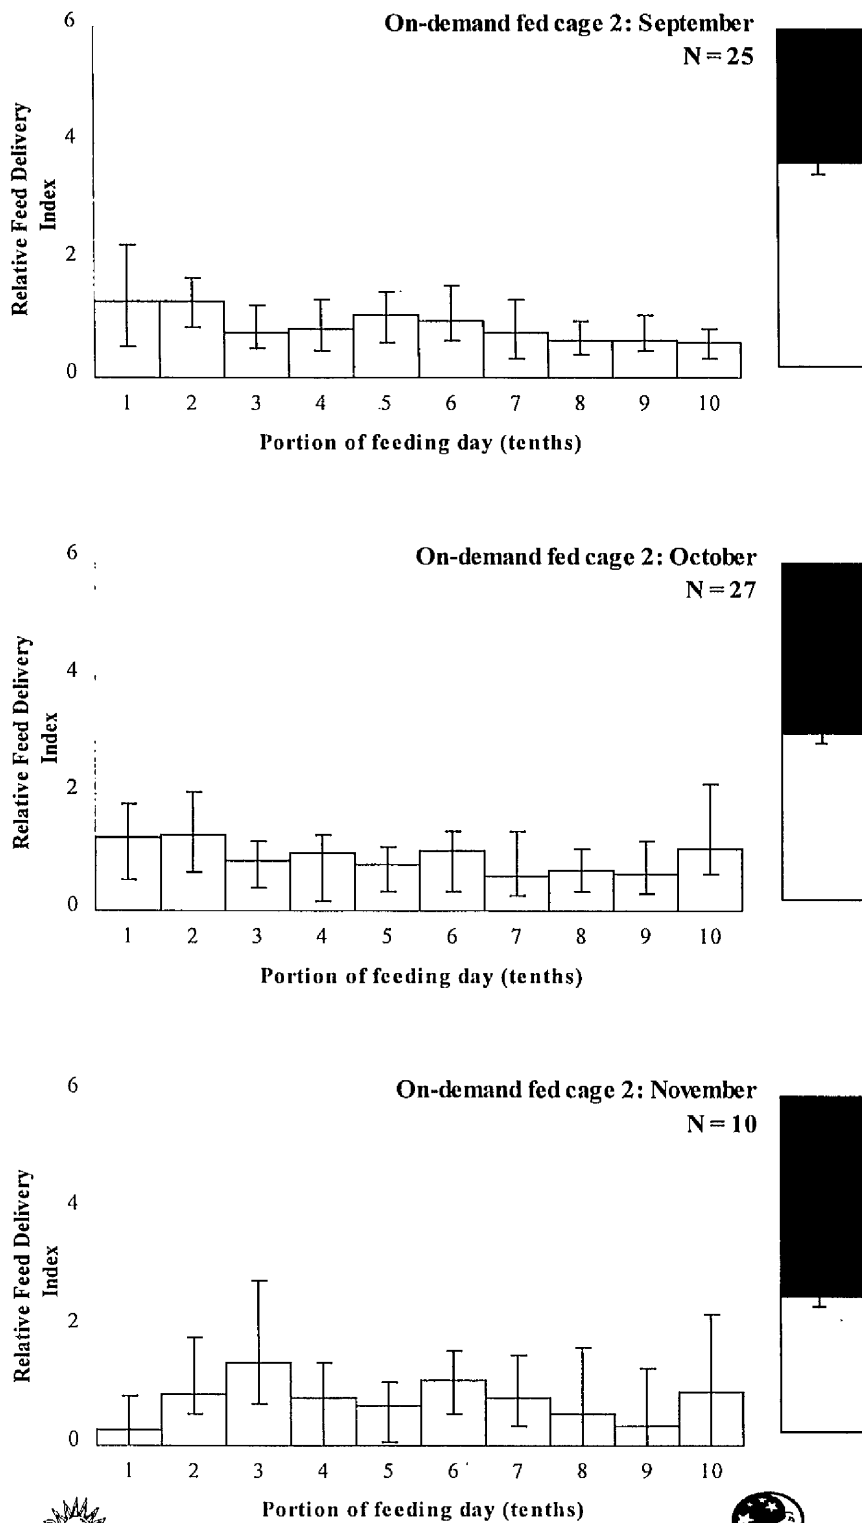 On-demand fed cage 2: September
N = 25
Relative Feed Delivery
Index
6
4
2
0
1 2 3 4 5 6 7 8 9 10
Portion of feeding day (tenths)
On-demand fed cage 2: October
N = 27
Relative Feed Delivery
Index
6
4
2
0
1 2 3 4 5 6 7 8 9 10
Portion of feeding day (tenths)
On-demand fed cage 2: November
N = 10
Relative Feed Delivery
Index
6
4
2
0
1 2 3 4 5 6 7 8 9 10
Portion of feeding day (tenths)